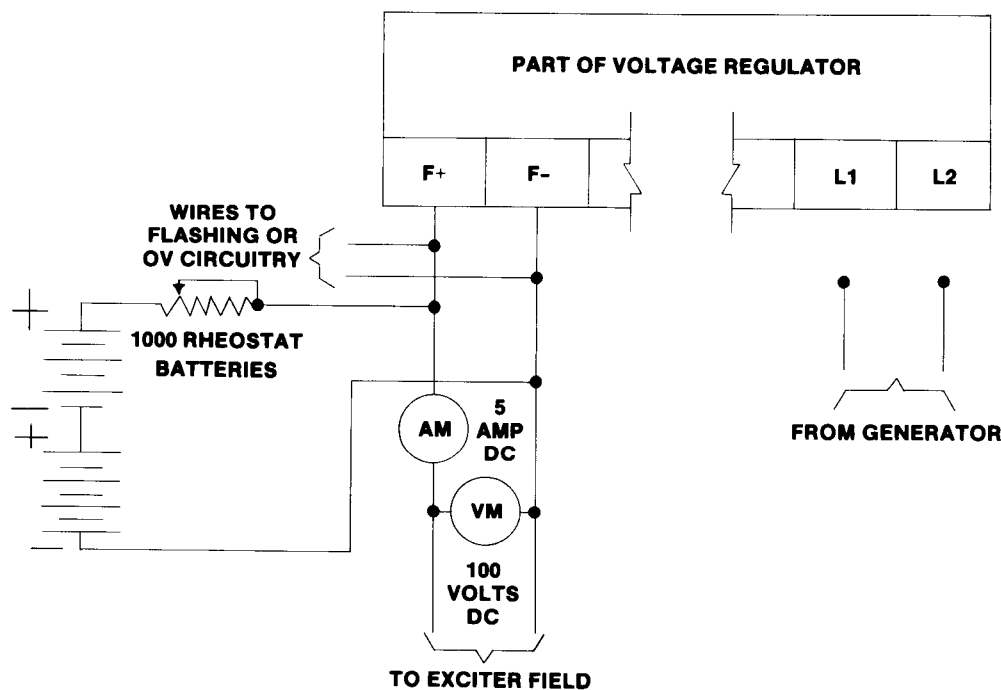 PART OF VOLTAGE REGULATOR
F+
F-
L1
L2
WIRES TO
FLASHING OR
OV CIRCUITRY
+
1000 RHEOSTAT
BATTERIES
-
+
-
AM
5
AMP
DC
VM
100
VOLTS
DC
FROM GENERATOR
TO EXCITER FIELD